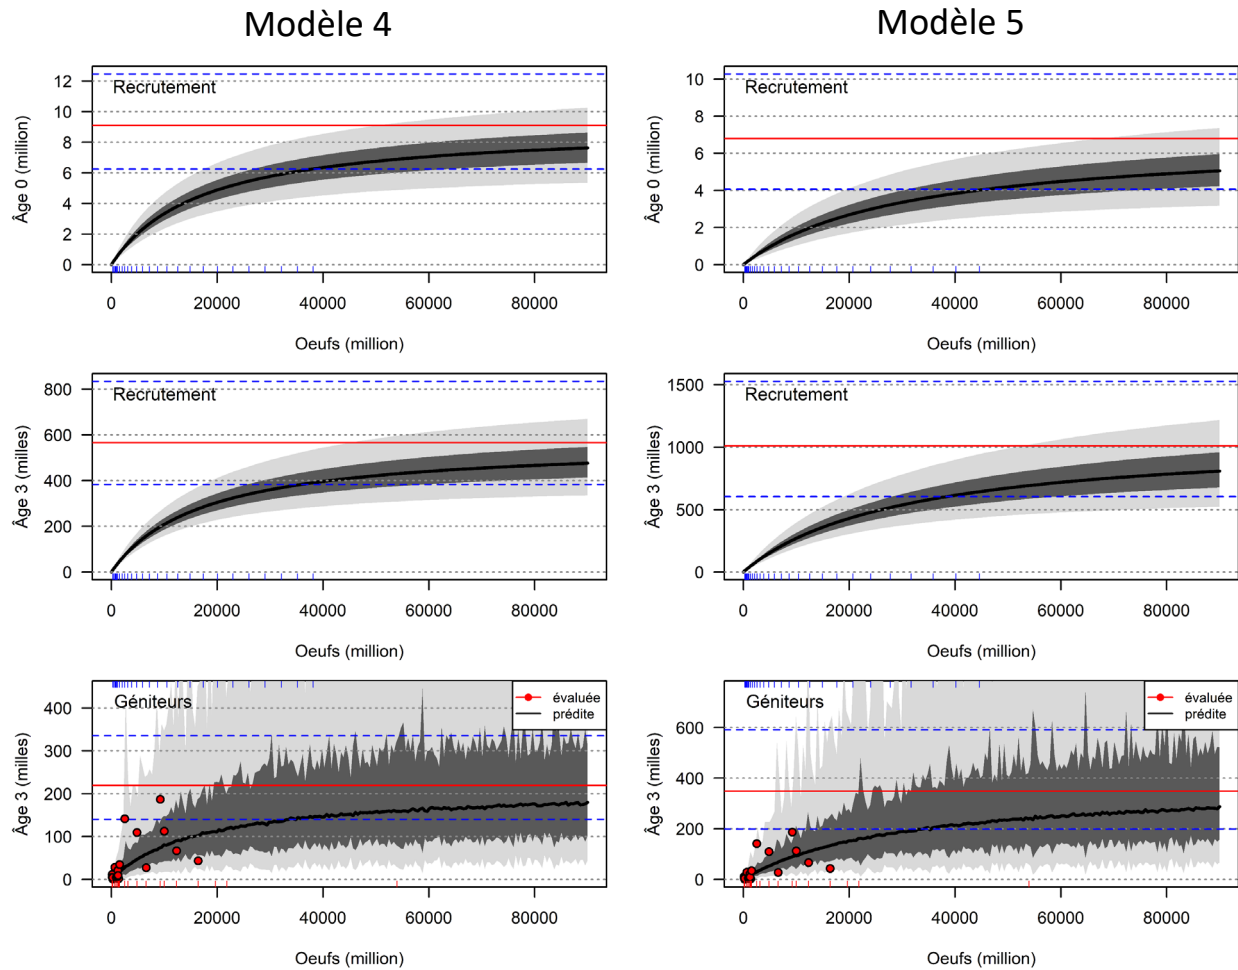 Modèle 4
Modèle 5
Recrutement
Âge 0 (million)
12
10
8
6
4
2
0
0 20000 40000 60000 80000
Oeufs (million)
Recrutement
Âge 0 (million)
10
8
6
4
2
0
0 20000 40000 60000 80000
Oeufs (million)
Recrutement
Âge 3 (milles)
800
600
400
200
0
0 20000 40000 60000 80000
Oeufs (million)
Recrutement
Âge 3 (milles)
1500
1000
500
0
0 20000 40000 60000 80000
Oeufs (million)
Géniteurs
évaluée
prédite
Âge 3 (milles)
400
300
200
100
0
0 20000 40000 60000 80000
Oeufs (million)
Géniteurs
évaluée
prédite
Âge 3 (milles)
600
400
200
0
0 20000 40000 60000 80000
Oeufs (million)